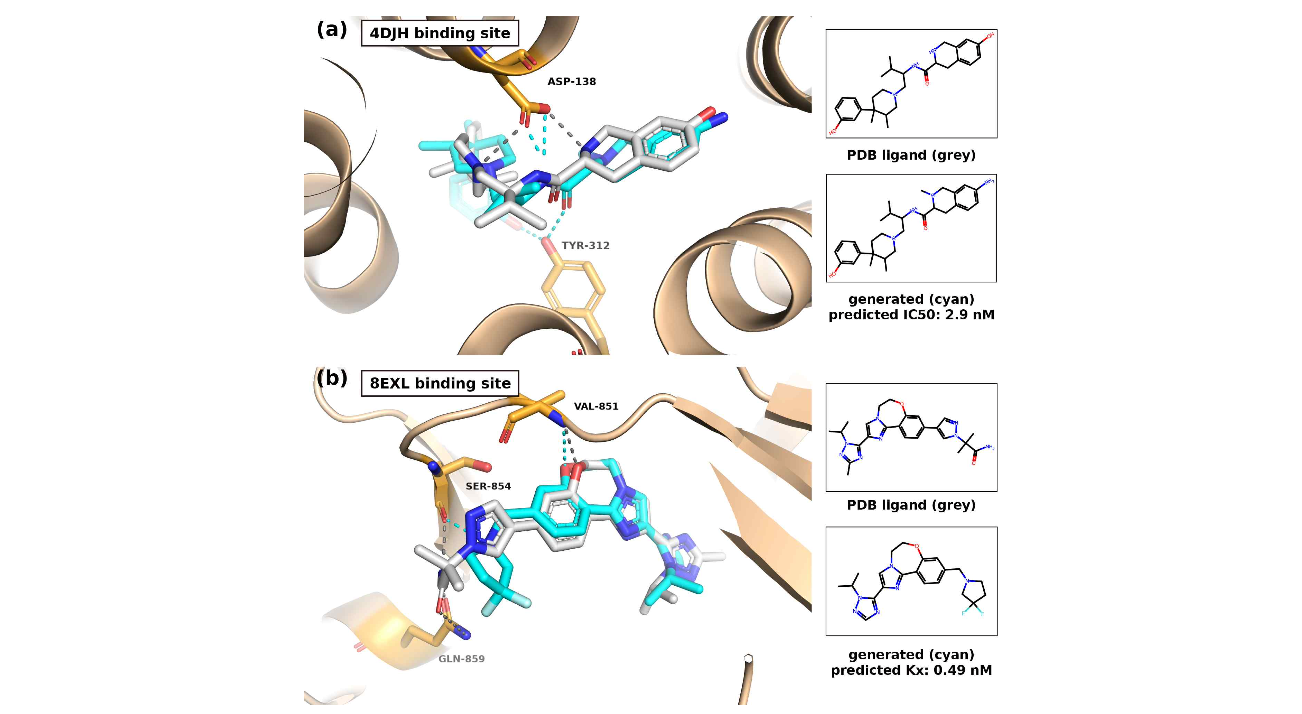 (a)
4DJH binding site
ASP-138
TYR-312
PDB ligand (grey)
generated (cyan)
predicted IC50: 2.9 nM
(b)
8EXL binding site
VAL-851
SER-854
GLN-859
PDB ligand (grey)
generated (cyan)
predicted Kx: 0.49 nM